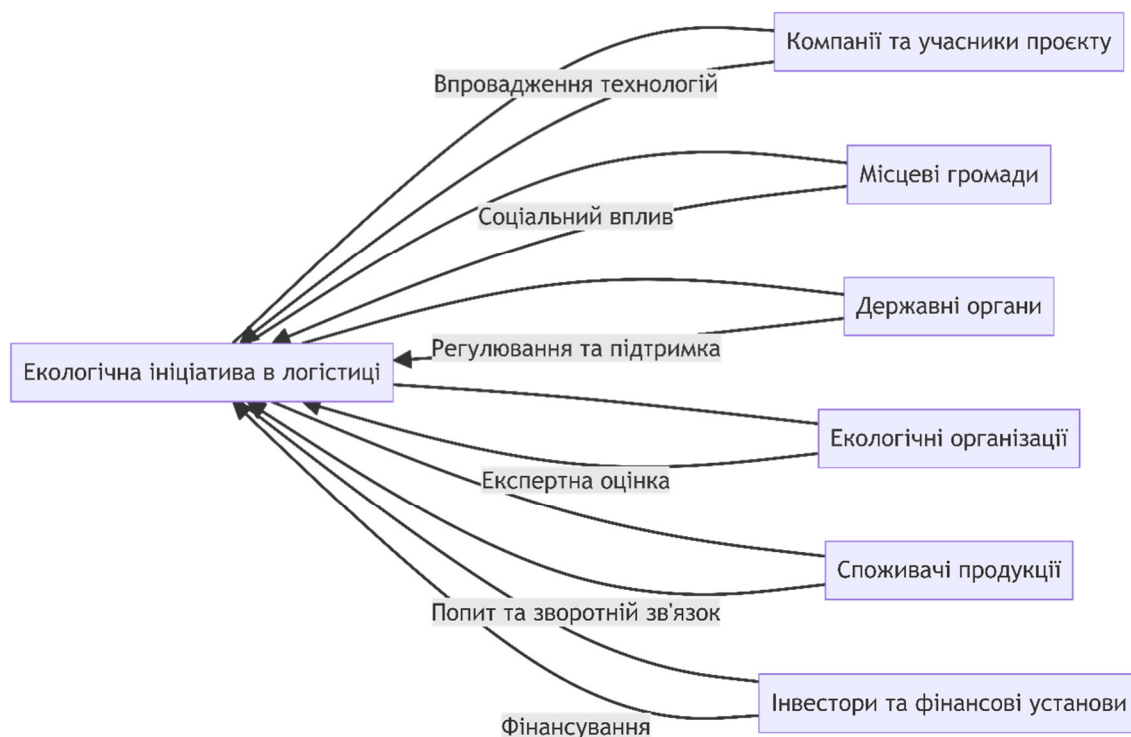 Компанії та учасники проєкту
Впровадження технологій
Місцеві громади
Соціальний вплив
Державні органи
Регулювання та підтримка
Екологічна ініціатива в логістиці
Екологічні організації
Експертна оцінка
Споживачі продукції
Попит та зворотній зв'язок
Інвестори та фінансові установи
Фінансування